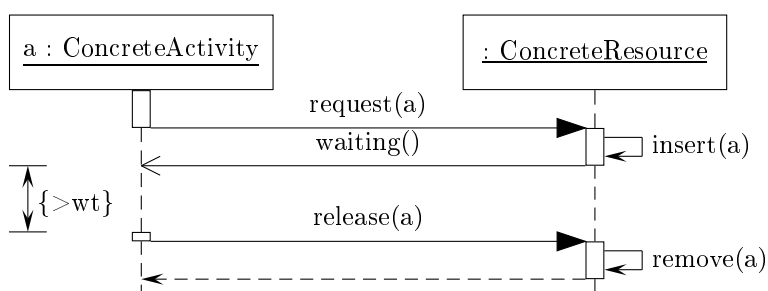 a : ConcreteActivity
: ConcreteResource
request(a)
waiting()
insert(a)
{>wt}
release(a)
remove(a)